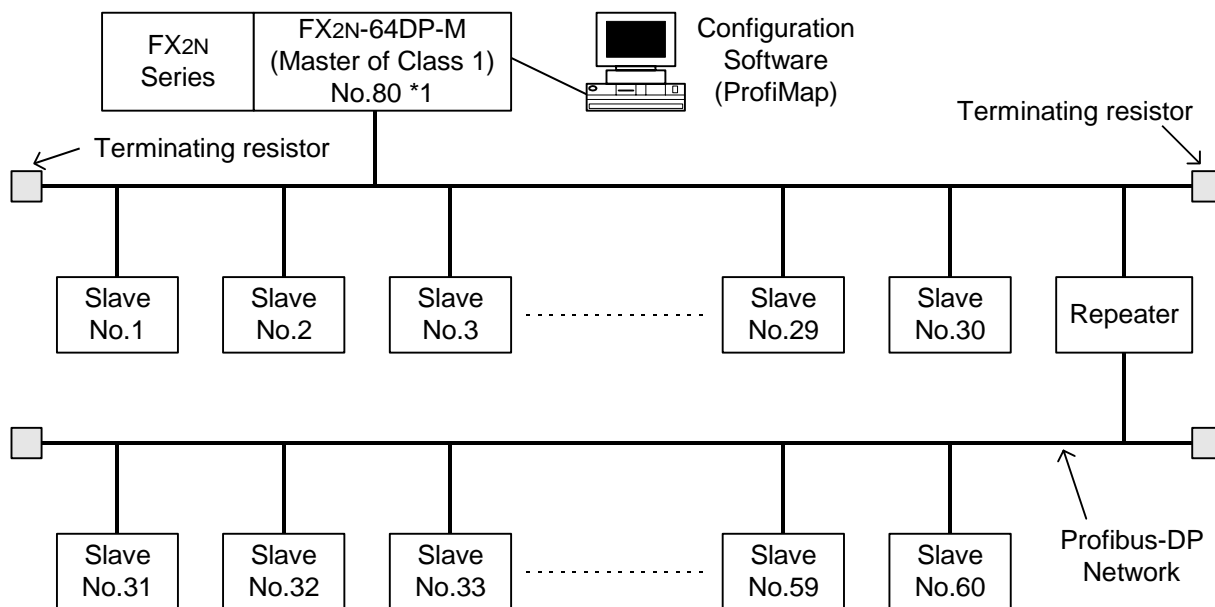 FX2N
Series
FX2N-64DP-M
(Master of Class 1)
No.80 *1
Configuration
Software
(ProfiMap)
Terminating resistor
Terminating resistor
Slave
No.1
Slave
No.2
Slave
No.3
Slave
No.29
Slave
No.30
Repeater
Slave
No.31
Slave
No.32
Slave
No.33
Slave
No.59
Slave
No.60
Profibus-DP
Network